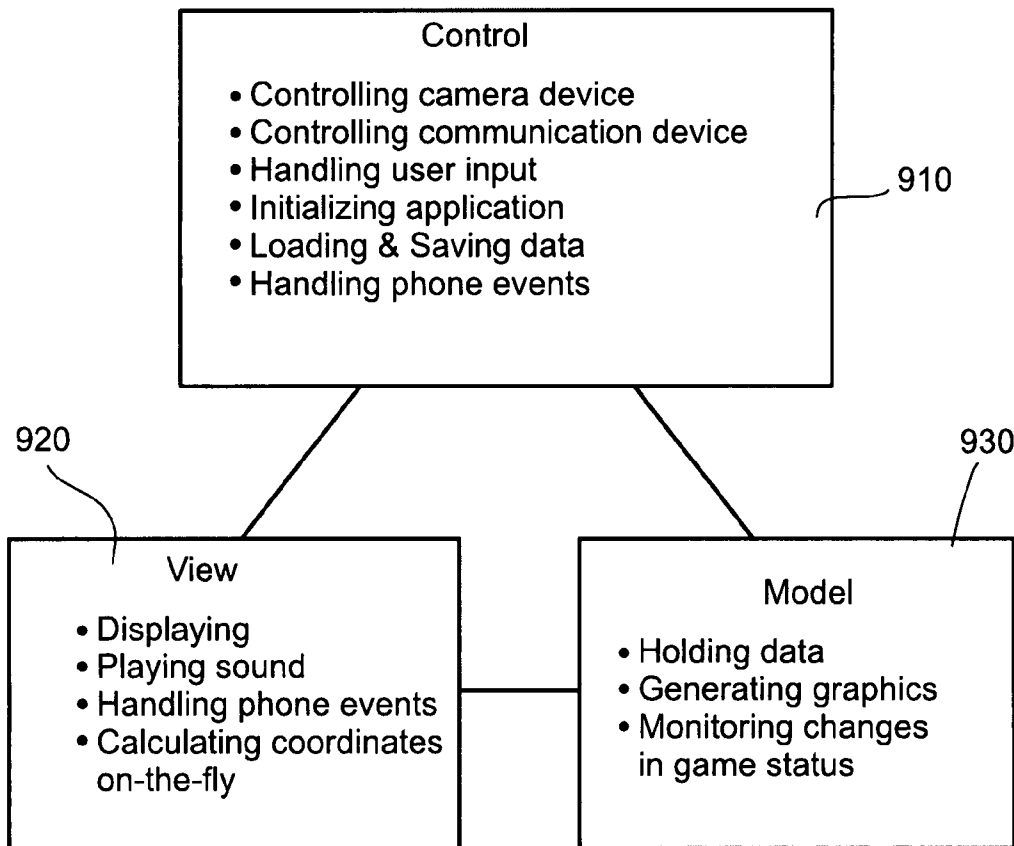 Control
• Controlling camera device
• Controlling communication device
• Handling user input
• Initializing application
• Loading & Saving data
• Handling phone events
910
920
View
• Displaying
• Playing sound
• Handling phone events
• Calculating coordinates
on-the-fly
930
Model
• Holding data
• Generating graphics
• Monitoring changes
in game status